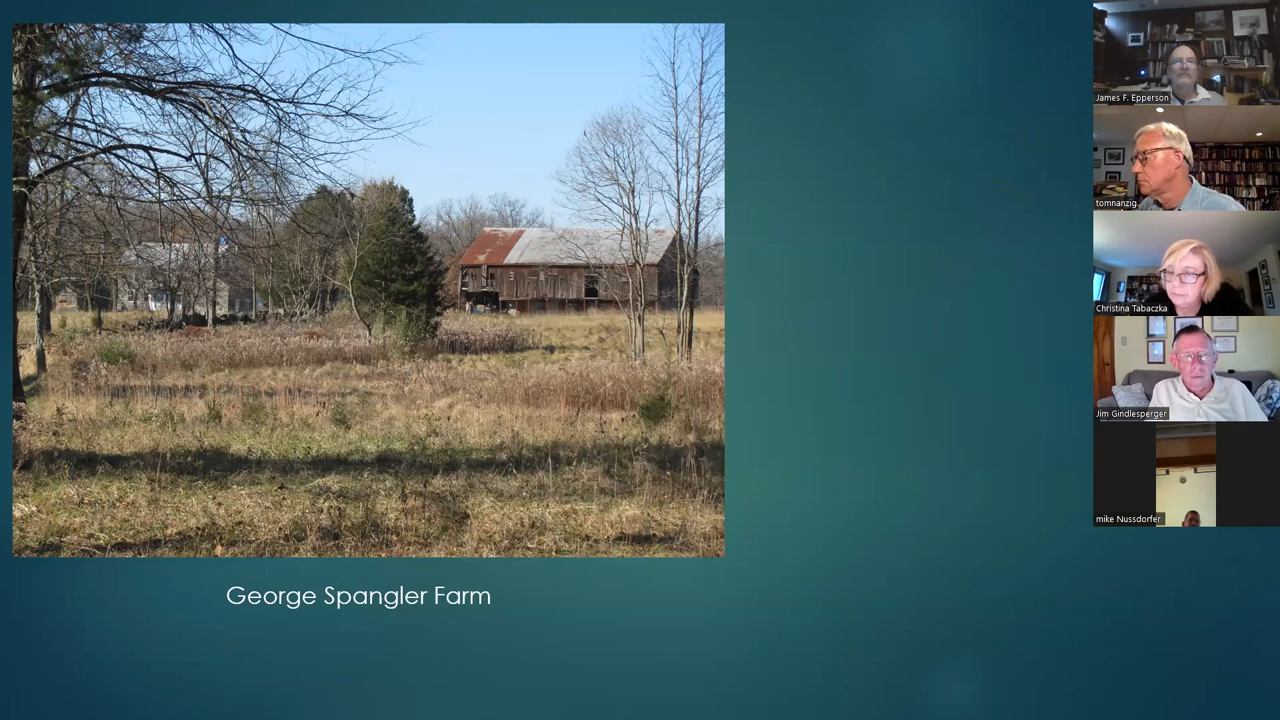 James F. Epperson
tomnanzig
Christina Tabaczka
Jim Gindlesperger
mike Nussdorfer
George Spangler Farm